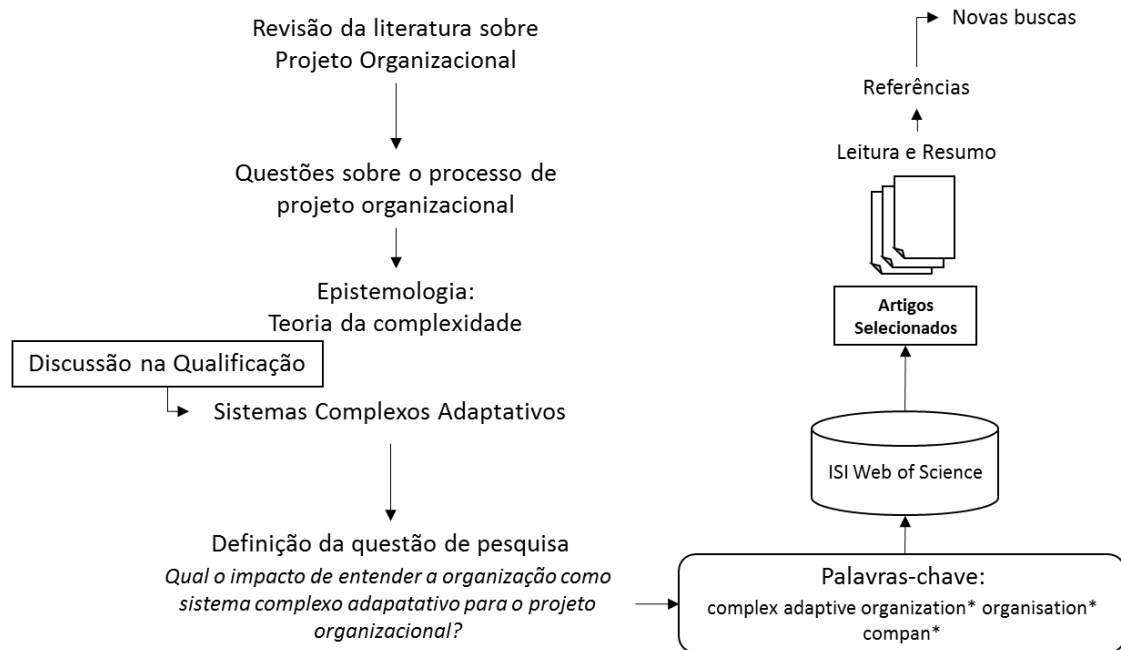 Revisão da literatura sobre
Projeto Organizacional
Questões sobre o processo de
projeto organizacional
Epistemologia:
Teoria da complexidade
Discussão na Qualificação
Sistemas Complexos Adaptativos
Definição da questão de pesquisa
Qual o impacto de entender a organização como
sistema complexo adapatativo para o projeto
organizacional?
Palavras-chave:
complex adaptive organization* organisation*
compan*
ISI Web of Science
Artigos
Selecionados
Leitura e Resumo
Referências
Novas buscas